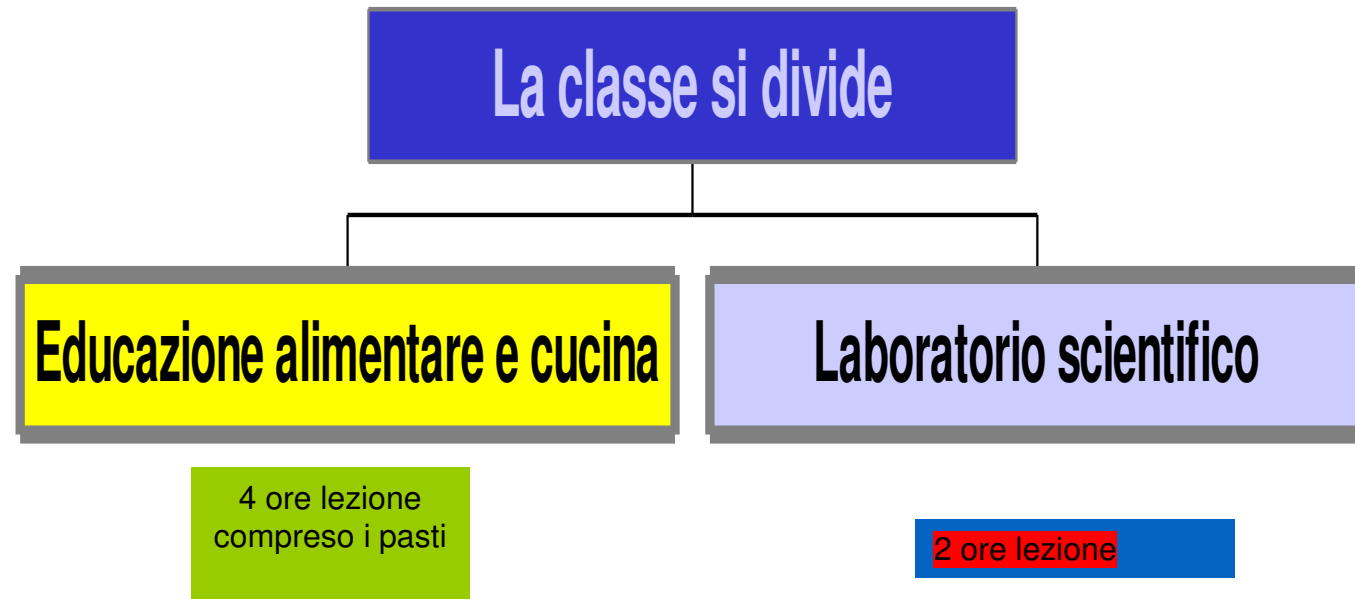 La classe si divide
Educazione alimentare e cucina
Laboratorio scientifico
4 ore lezione
compreso i pasti
2 ore lezione